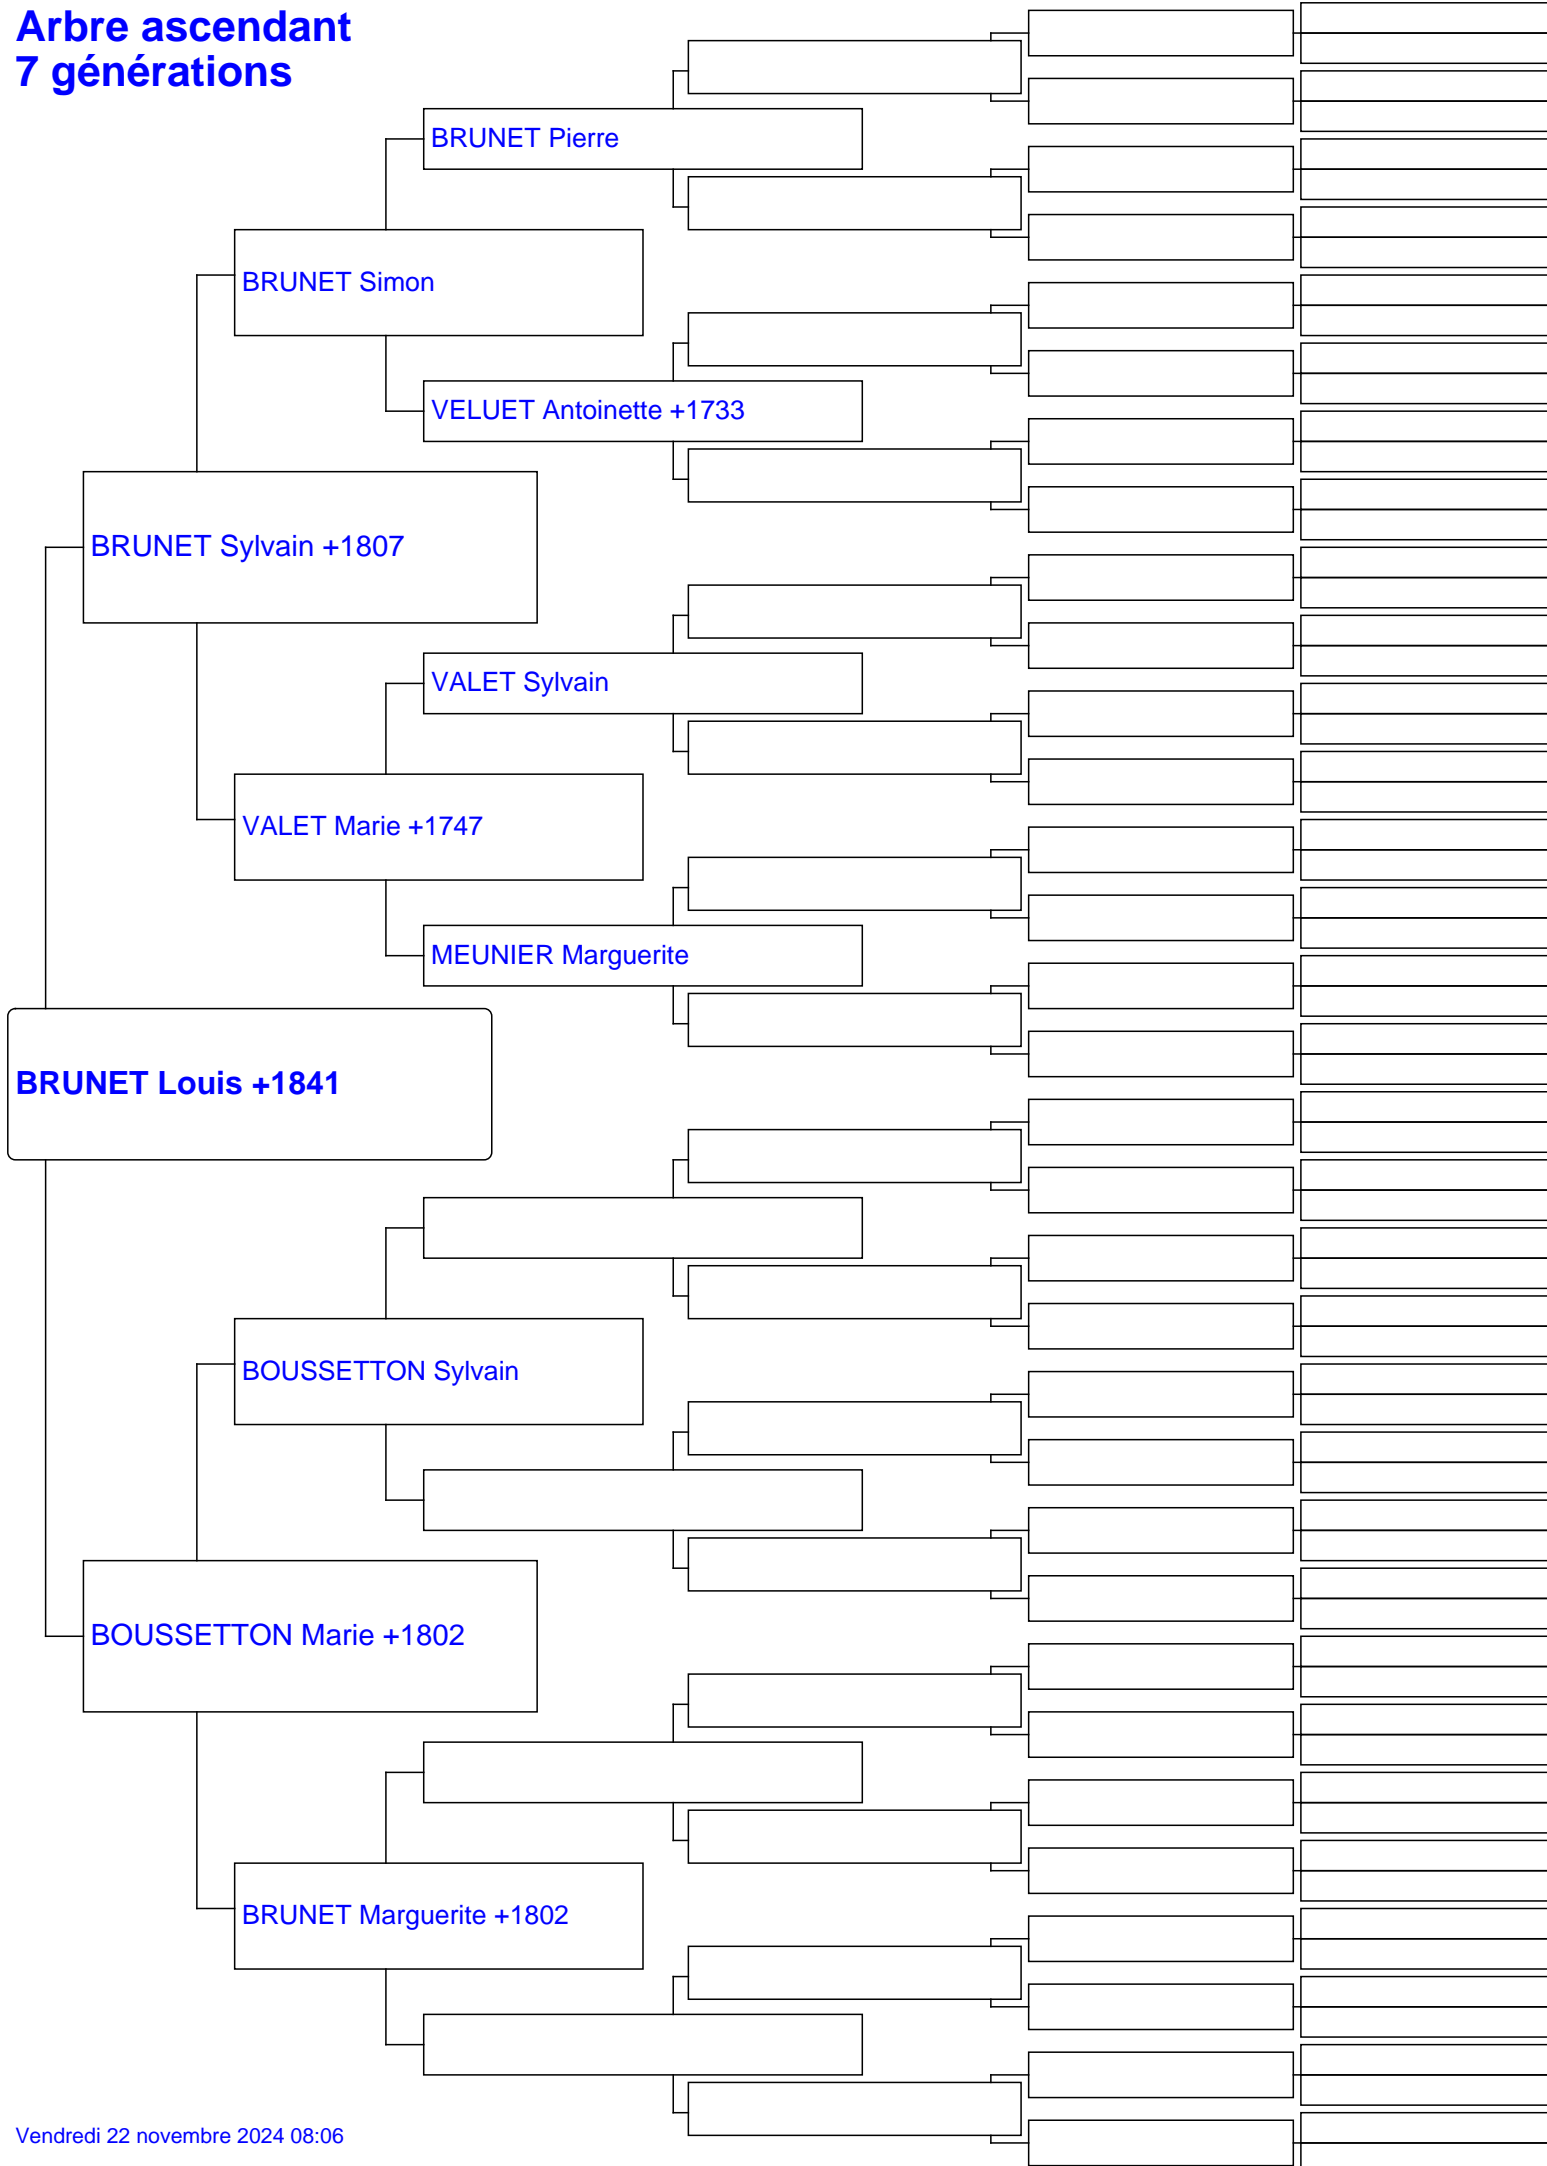 Arbre ascendant
7 générations
BRUNET Pierre
BRUNET Simon
VELUET Antoinette +1733
BRUNET Sylvain +1807
VALET Sylvain
VALET Marie +1747
MEUNIER Marguerite
BRUNET Louis +1841
BOUSSETTON Sylvain
BOUSSETTON Marie +1802
BRUNET Marguerite +1802
Vendredi 22 novembre 2024 08:06